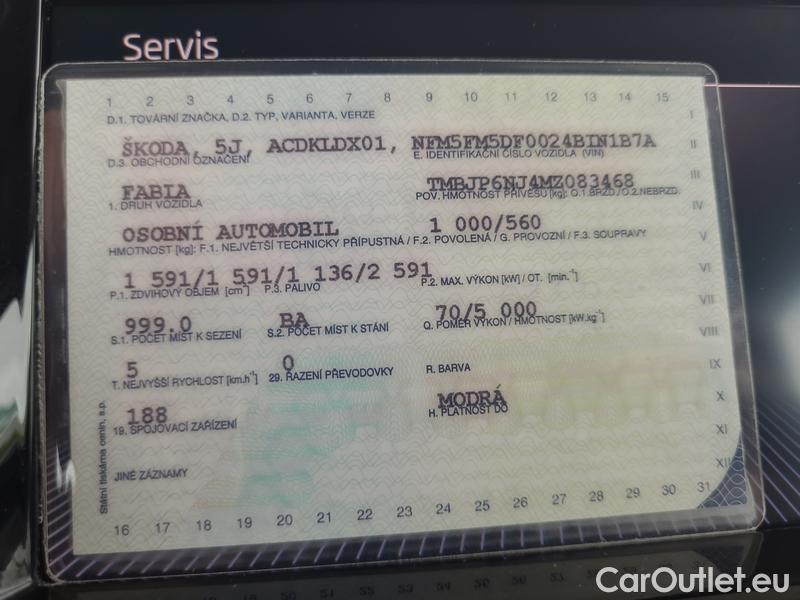 Servis
1 2 3 4 5 6 7 8 9 10 11 12 13 14 15
D.1. TOVÁRNÍ ZNAČKA, D.2. TYP, VARIANTA, VERZE
I
ŠKODA, 5J, ACDKLDX01, NFM5FM5DF0024BIN1B7A
II
D.3. OBCHODNÍ OZNAČENÍ E. IDENTIFIKAČNÍ ČÍSLO VOZIDLA (VIN)
FABIA TMBJP6NJ4MZ083468
III
1. DRUH VOZIDLA POV. HMOTNOST PŘÍVĚSU [kg]: O.1.BRZD./O.2.NEBRZD.
IV
OSOBNÍ AUTOMOBIL 1 000/560
HMOTNOST [kg]: F.1. NEJVĚTŠÍ TECHNICKY PŘÍPUSTNÁ / F.2. POVOLENÁ / G. PROVOZNÍ / F.3. SOUPRAVY
V
1 591/1 591/1 136/2 591
VI
P.1. ZDVIHOVÝ OBJEM [cm³] P.3. PALIVO P.2. MAX. VÝKON [kW] / OT. [min.⁻¹]
999.0 BA 70/5 000
VII
S.1. POČET MÍST K SEZENÍ S.2. POČET MÍST K STÁNÍ Q. POMĚR VÝKON / HMOTNOST [kW.kg⁻¹]
VIII
5 0
T. NEJVYŠŠÍ RYCHLOST [km.h⁻¹] 29. ŘAZENÍ PŘEVODOVKY R. BARVA
IX
188 MODRÁ
X
19. SPOJOVACÍ ZAŘÍZENÍ H. PLATNOST DO
XI
JINÉ ZÁZNAMY
XII
Státní tiskárna cenin, s.p.
16 17 18 19 20 21 22 23 24 25 26 27 28 29 30 31
CarOutlet.eu